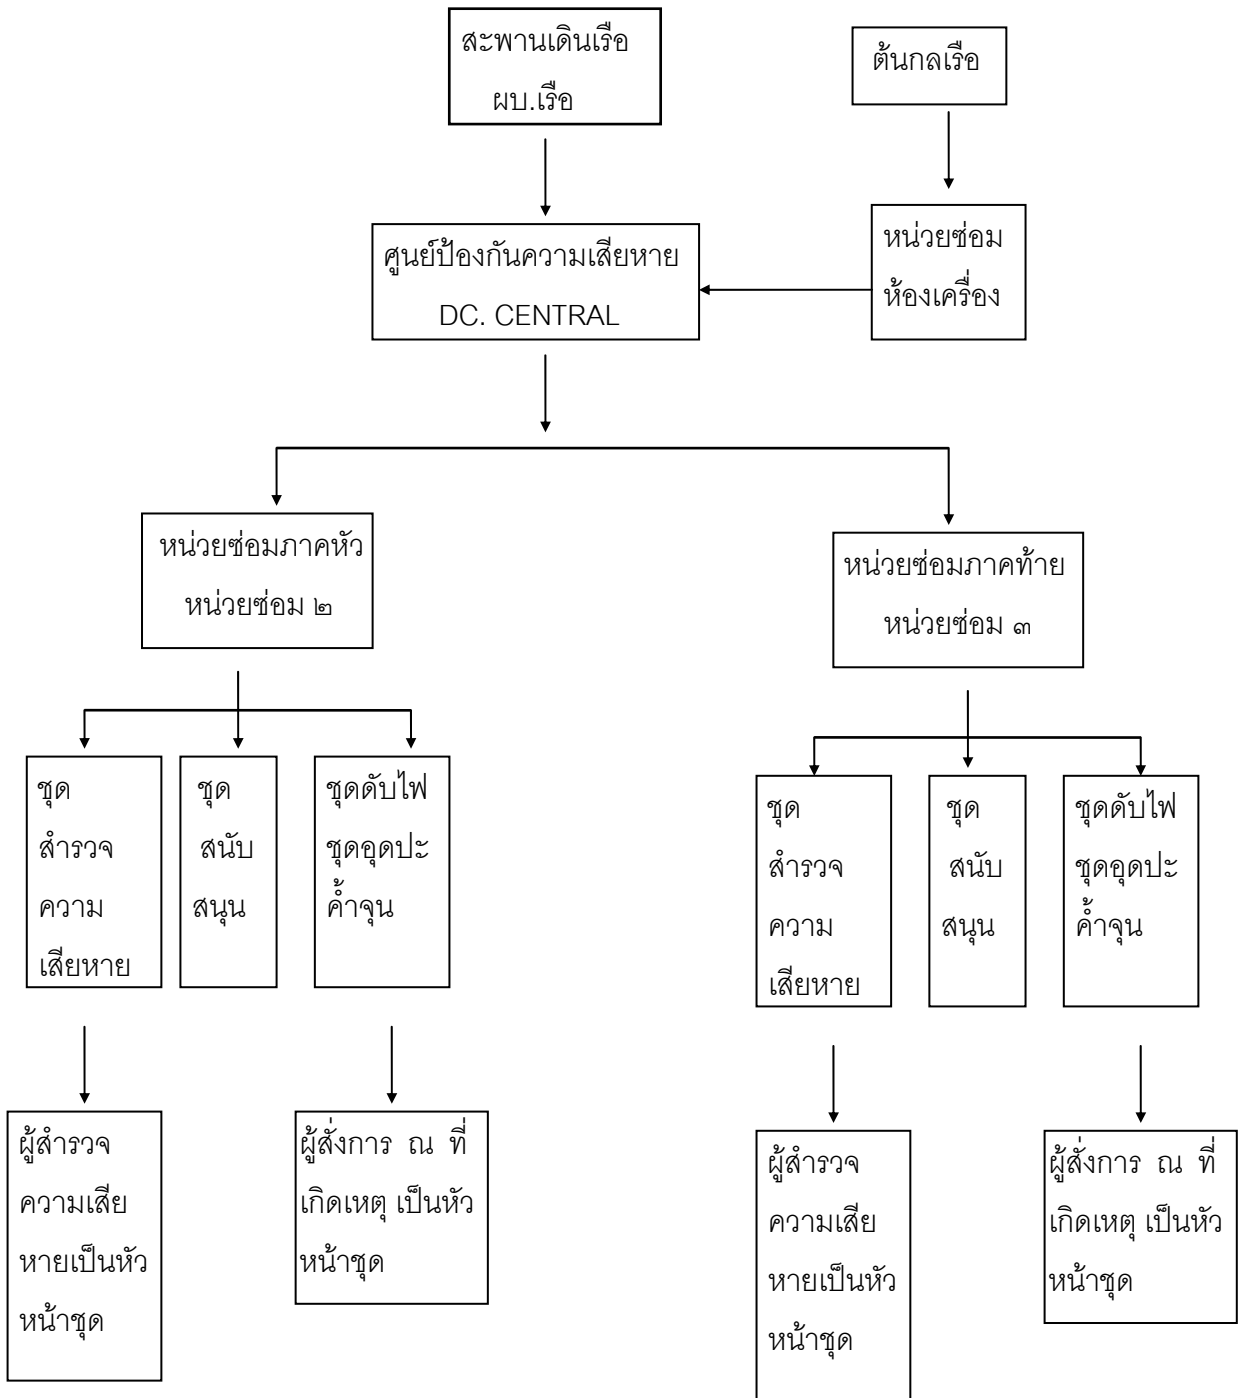 สะพานเดินเรือ
ผบ.เรือ
ต้นกลเรือ
ศูนย์ป้องกันความเสียหาย
DC. CENTRAL
หน่วยซ่อม
ห้องเครื่อง
หน่วยซ่อมภาคหัว
หน่วยซ่อม ๒
หน่วยซ่อมภาคท้าย
หน่วยซ่อม ๓
ชุด
สำรวจ
ความ
เสียหาย
ชุด
สนับ
สนุน
ชุดดับไฟ
ชุดอุดปะ
ค้ำจุน
ชุด
สำรวจ
ความ
เสียหาย
ชุด
สนับ
สนุน
ชุดดับไฟ
ชุดอุดปะ
ค้ำจุน
ผู้สำรวจ
ความเสีย
หายเป็นหัว
หน้าชุด
ผู้สั่งการ ณ ที่
เกิดเหตุ เป็นหัว
หน้าชุด
ผู้สำรวจ
ความเสีย
หายเป็นหัว
หน้าชุด
ผู้สั่งการ ณ ที่
เกิดเหตุ เป็นหัว
หน้าชุด